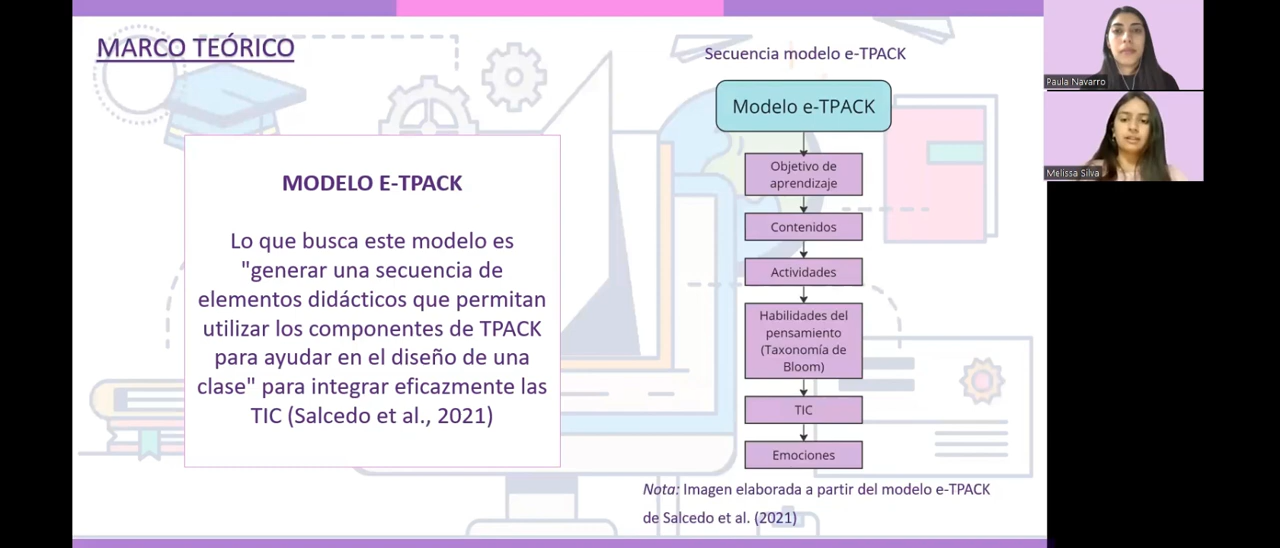 MARCO TEÓRICO
MODELO E-TPACK
Lo que busca este modelo es
"generar una secuencia de
elementos didácticos que permitan
utilizar los componentes de TPACK
para ayudar en el diseño de una
clase" para integrar eficazmente las
TIC (Salcedo et al., 2021)
Secuencia modelo e-TPACK
Modelo e-TPACK
Objetivo de
aprendizaje
Contenidos
Actividades
Habilidades del
pensamiento
(Taxonomía de
Bloom)
TIC
Emociones
Nota: Imagen elaborada a partir del modelo e-TPACK
de Salcedo et al. (2021)
Paula Navarro
Melissa Silva